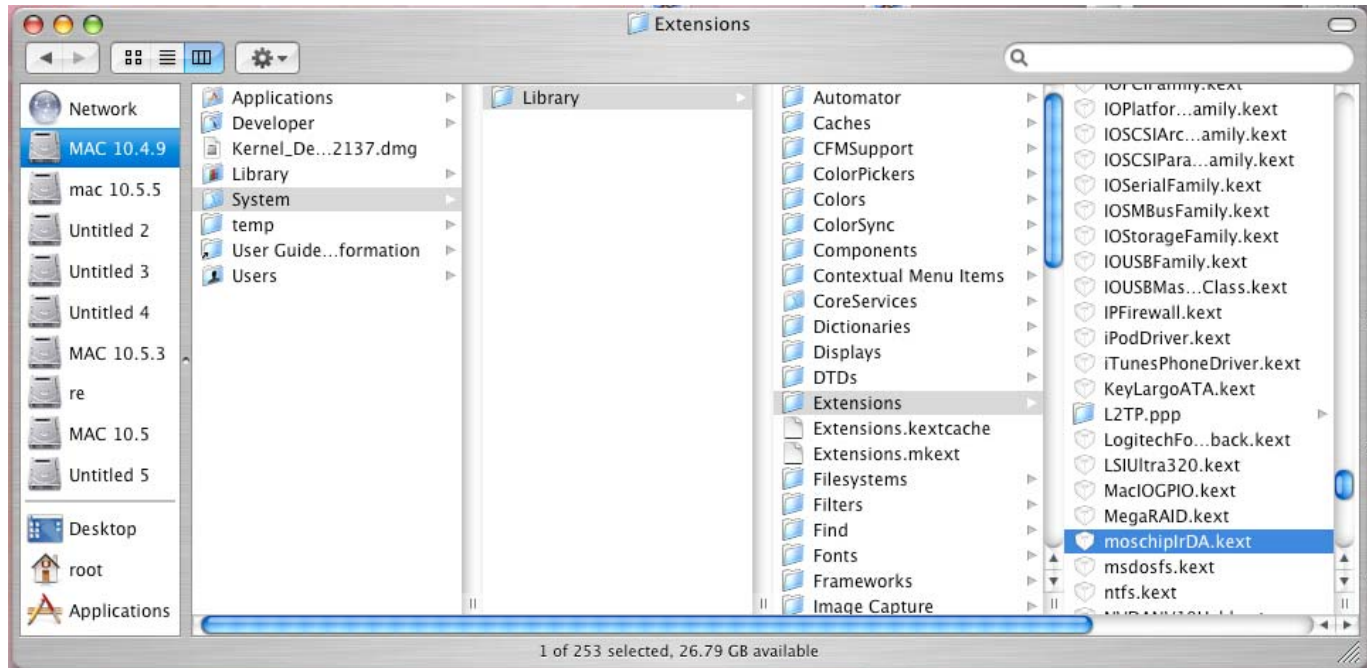 Extensions
Network
MAC 10.4.9
mac 10.5.5
Untitled 2
Untitled 3
Untitled 4
MAC 10.5.3
re
MAC 10.5
Untitled 5
Desktop
root
Applications
Applications
Developer
Kernel_De...2137.dmg
Library
System
temp
User Guide...formation
Users
Library
Automator
Caches
CFMSupport
ColorPickers
Colors
ColorSync
Components
Contextual Menu Items
CoreServices
Dictionaries
Displays
DTDs
Extensions
Extensions.kextcache
Extensions.mkext
Filesystems
Filters
Find
Fonts
Frameworks
Image Capture
IOPlatfor...amily.kext
IOSCSIArc...amily.kext
IOSCSIPara...amily.kext
IOSerialFamily.kext
IOSMBusFamily.kext
IOStorageFamily.kext
IOUSBFamily.kext
IOUSBMas...Class.kext
IPFirewall.kext
iPodDriver.kext
iTunesPhoneDriver.kext
KeyLargoATA.kext
L2TP.ppp
LogitechFo...back.kext
LSIUltra320.kext
MacIOGPIO.kext
MegaRAID.kext
moschipIrDA.kext
msdosfs.kext
ntfs.kext
1 of 253 selected, 26.79 GB available